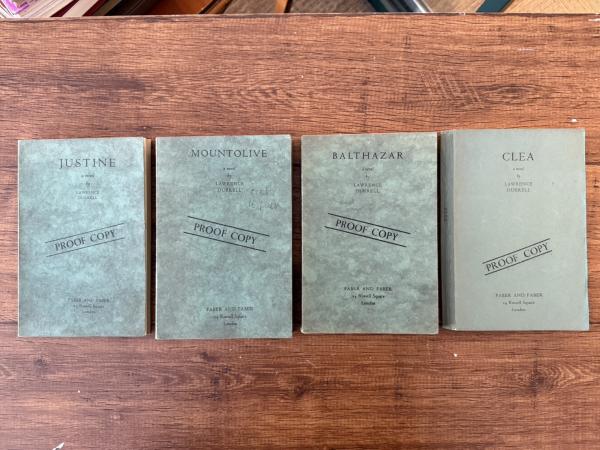 JUSTINE
a novel
by
LAWRENCE
DURRELL
PROOF COPY
FABER AND FABER
24 Russell Square
London
MOUNTOLIVE
a novel
by
LAWRENCE
DURRELL
PROOF COPY
FABER AND FABER
24 Russell Square
London
BALTHAZAR
a novel
by
LAWRENCE
DURRELL
PROOF COPY
FABER AND FABER
24 Russell Square
London
CLEA
a novel
by
LAWRENCE
DURRELL
PROOF COPY
FABER AND FABER
24 Russell Square
London